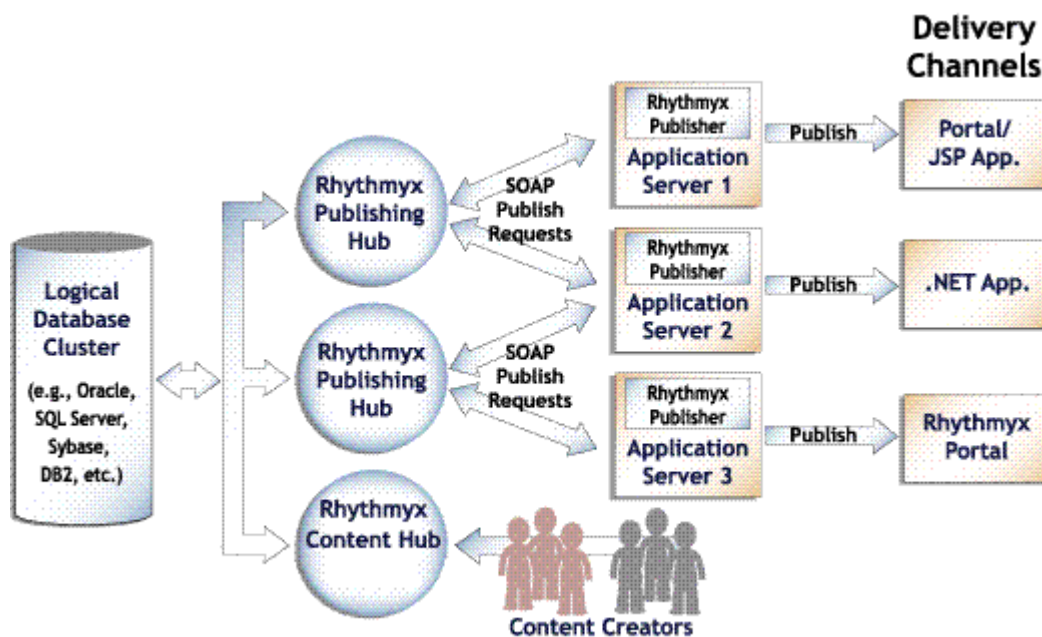 Delivery
Channels
Rhythmyx
Publisher
Application
Server 1
Publish
Portal/
JSP App.
Rhythmyx
Publishing
Hub
SOAP
Publish
Requests
Logical
Database
Cluster
(e.g., Oracle,
SQL Server,
Sybase,
DB2, etc.)
Rhythmyx
Publisher
Application
Server 2
Publish
.NET App.
Rhythmyx
Publishing
Hub
SOAP
Publish
Requests
Rhythmyx
Publisher
Application
Server 3
Publish
Rhythmyx
Portal
Rhythmyx
Content Hub
Content Creators